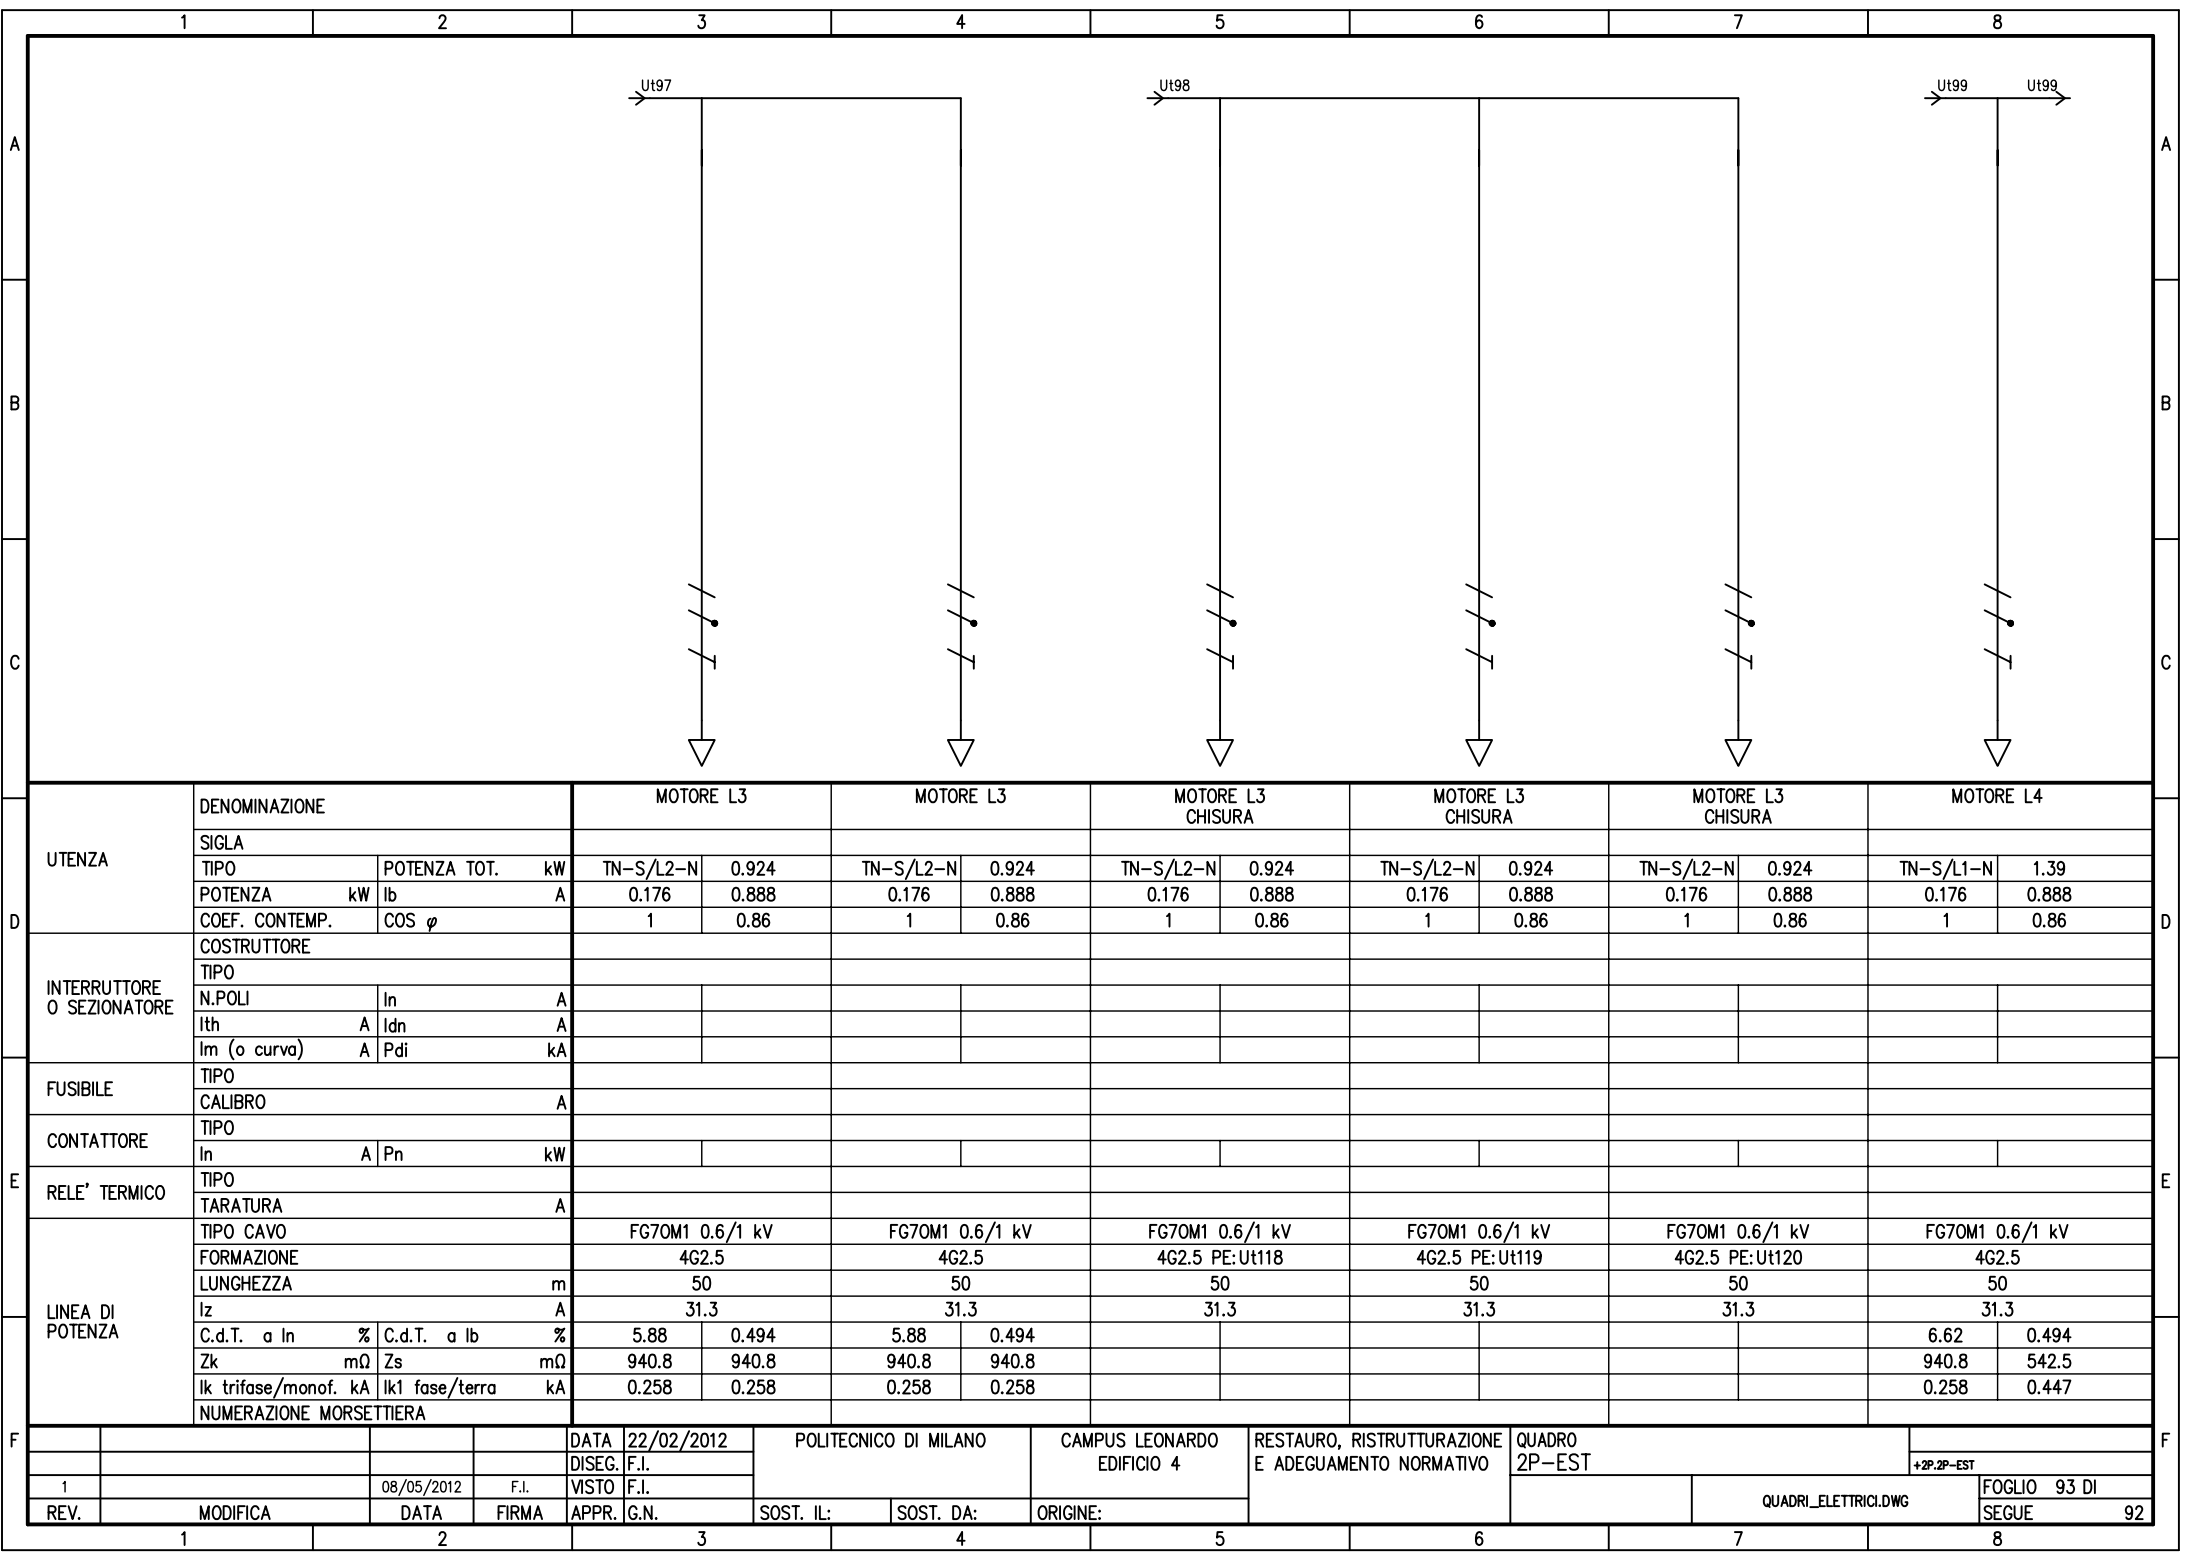 1 2 3 4 5 6 7 8
Ut97 Ut98 Ut99 Ut99
A A
B B
C C
UTENZA DENOMINAZIONE MOTORE L3 MOTORE L3 MOTORE L3 MOTORE L3 MOTORE L3 MOTORE L4
CHISURA CHISURA CHISURA
SIGLA
TIPO POTENZA TOT. kW TN-S/L2-N 0.924 TN-S/L2-N 0.924 TN-S/L2-N 0.924 TN-S/L2-N 0.924 TN-S/L2-N 0.924 TN-S/L1-N 1.39
POTENZA kW Ib A 0.176 0.888 0.176 0.888 0.176 0.888 0.176 0.888 0.176 0.888 0.176 0.888
D COEF. CONTEMP. COS φ 1 0.86 1 0.86 1 0.86 1 0.86 1 0.86 1 0.86 D
INTERRUTTORE
O SEZIONATORE
COSTRUTTORE
TIPO
N.POLI In A
Ith A Idn A
Im (o curva) A Pdi kA
FUSIBILE TIPO
CALIBRO A
CONTATTORE TIPO
In A Pn kW
E RELE' TERMICO TIPO E
TARATURA A
LINEA DI
POTENZA
TIPO CAVO FG7OM1 0.6/1 kV FG7OM1 0.6/1 kV FG7OM1 0.6/1 kV FG7OM1 0.6/1 kV FG7OM1 0.6/1 kV FG7OM1 0.6/1 kV
FORMAZIONE 4G2.5 4G2.5 4G2.5 PE:Ut118 4G2.5 PE:Ut119 4G2.5 PE:Ut120 4G2.5
LUNGHEZZA m 50 50 50 50 50 50
Iz A 31.3 31.3 31.3 31.3 31.3 31.3
C.d.T. a In % C.d.T. a Ib % 5.88 0.494 5.88 0.494 6.62 0.494
Zk mΩ Zs mΩ 940.8 940.8 940.8 940.8 940.8 542.5
Ik trifase/monof. kA Ik1 fase/terra kA 0.258 0.258 0.258 0.258 0.258 0.447
NUMERAZIONE MORSETTIERA
F DATA 22/02/2012 POLITECNICO DI MILANO CAMPUS LEONARDO RESTAURO, RISTRUTTURAZIONE QUADRO F
DISEG. F.I. EDIFICIO 4 E ADEGUAMENTO NORMATIVO 2P-EST +2P.2P-EST
1 08/05/2012 F.I. VISTO F.I. QUADRI_ELETTRICI.DWG FOGLIO 93 DI
REV. MODIFICA DATA FIRMA APPR. G.N. SOST. IL: SOST. DA: ORIGINE: SEGUE 92
1 2 3 4 5 6 7 8